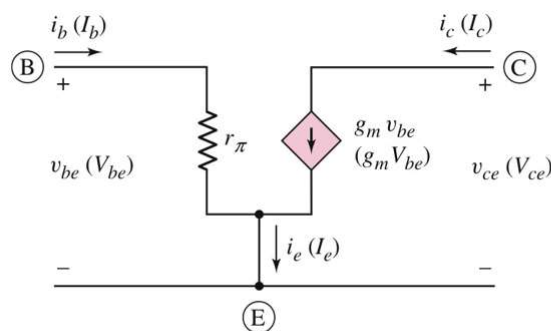 i_b (I_b)
i_c (I_c)
B
C
+
+
r_π
g_m v_be
(g_m V_be)
v_be (V_be)
v_ce (V_ce)
i_e (I_e)
–
–
E